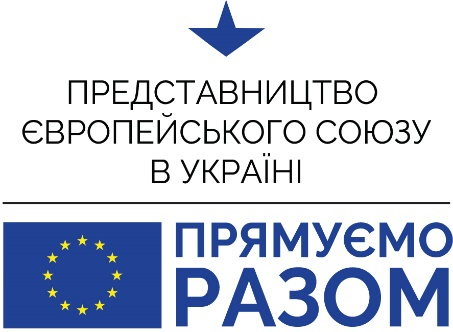 ПРЕДСТАВНИЦТВО
ЄВРОПЕЙСЬКОГО СОЮЗУ
В УКРАЇНІ
ПРЯМУЄМО
РАЗОМ